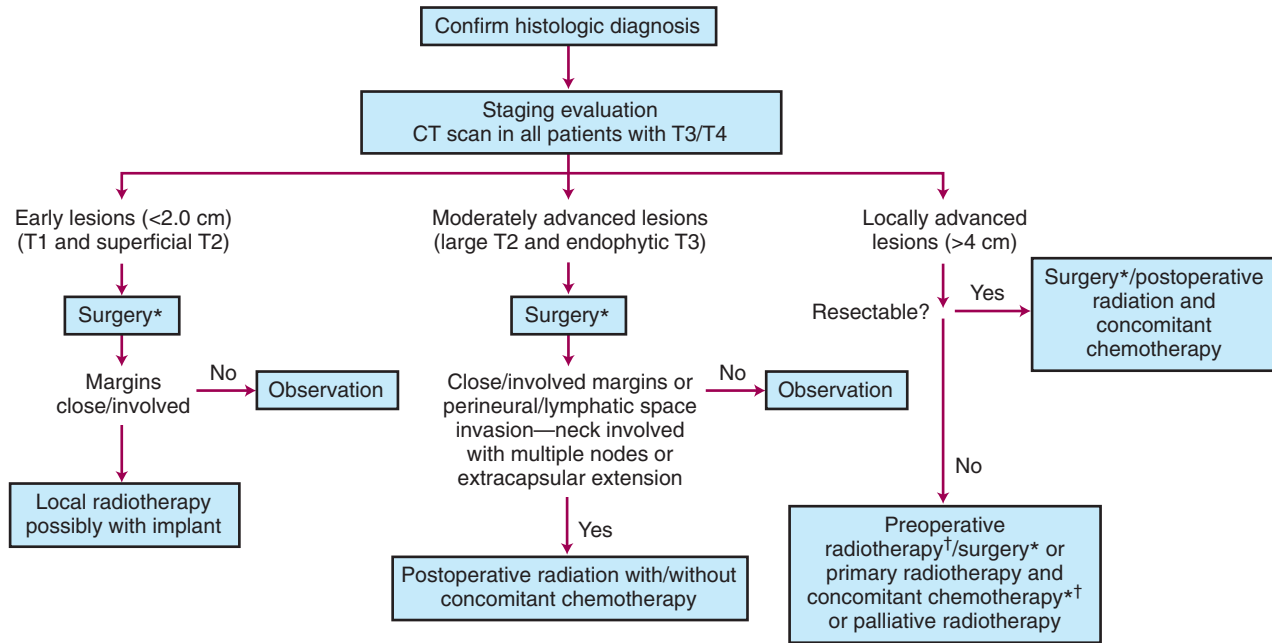 Confirm histologic diagnosis
Staging evaluation
CT scan in all patients with T3/T4
Early lesions (<2.0 cm)
(T1 and superficial T2)
Surgery*
Margins
close/involved
No
Observation
Local radiotherapy
possibly with implant
Moderately advanced lesions
(large T2 and endophytic T3)
Surgery*
Close/involved margins or
perineural/lymphatic space
invasion—neck involved
with multiple nodes or
extracapsular extension
No
Observation
Yes
Postoperative radiation with/without
concomitant chemotherapy
Locally advanced
lesions (>4 cm)
Resectable?
Yes
Surgery*/postoperative
radiation and
concomitant
chemotherapy
No
Preoperative
radiotherapy†/surgery* or
primary radiotherapy and
concomitant chemotherapy*†
or palliative radiotherapy